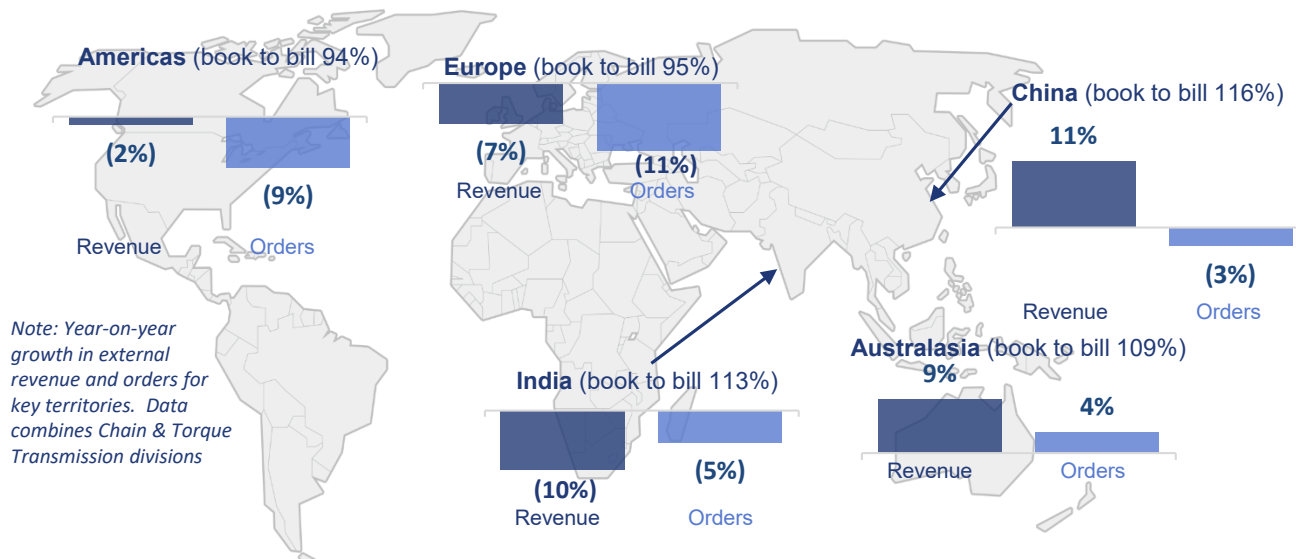 Americas (book to bill 94%)
(2%)
(9%)
Revenue
Orders
Europe (book to bill 95%)
(7%)
(11%)
Revenue
Orders
China (book to bill 116%)
11%
(3%)
Revenue
Orders
Note: Year-on-year
growth in external
revenue and orders for
key territories. Data
combines Chain & Torque
Transmission divisions
India (book to bill 113%)
(10%)
(5%)
Revenue
Orders
Australasia (book to bill 109%)
9%
4%
Revenue
Orders